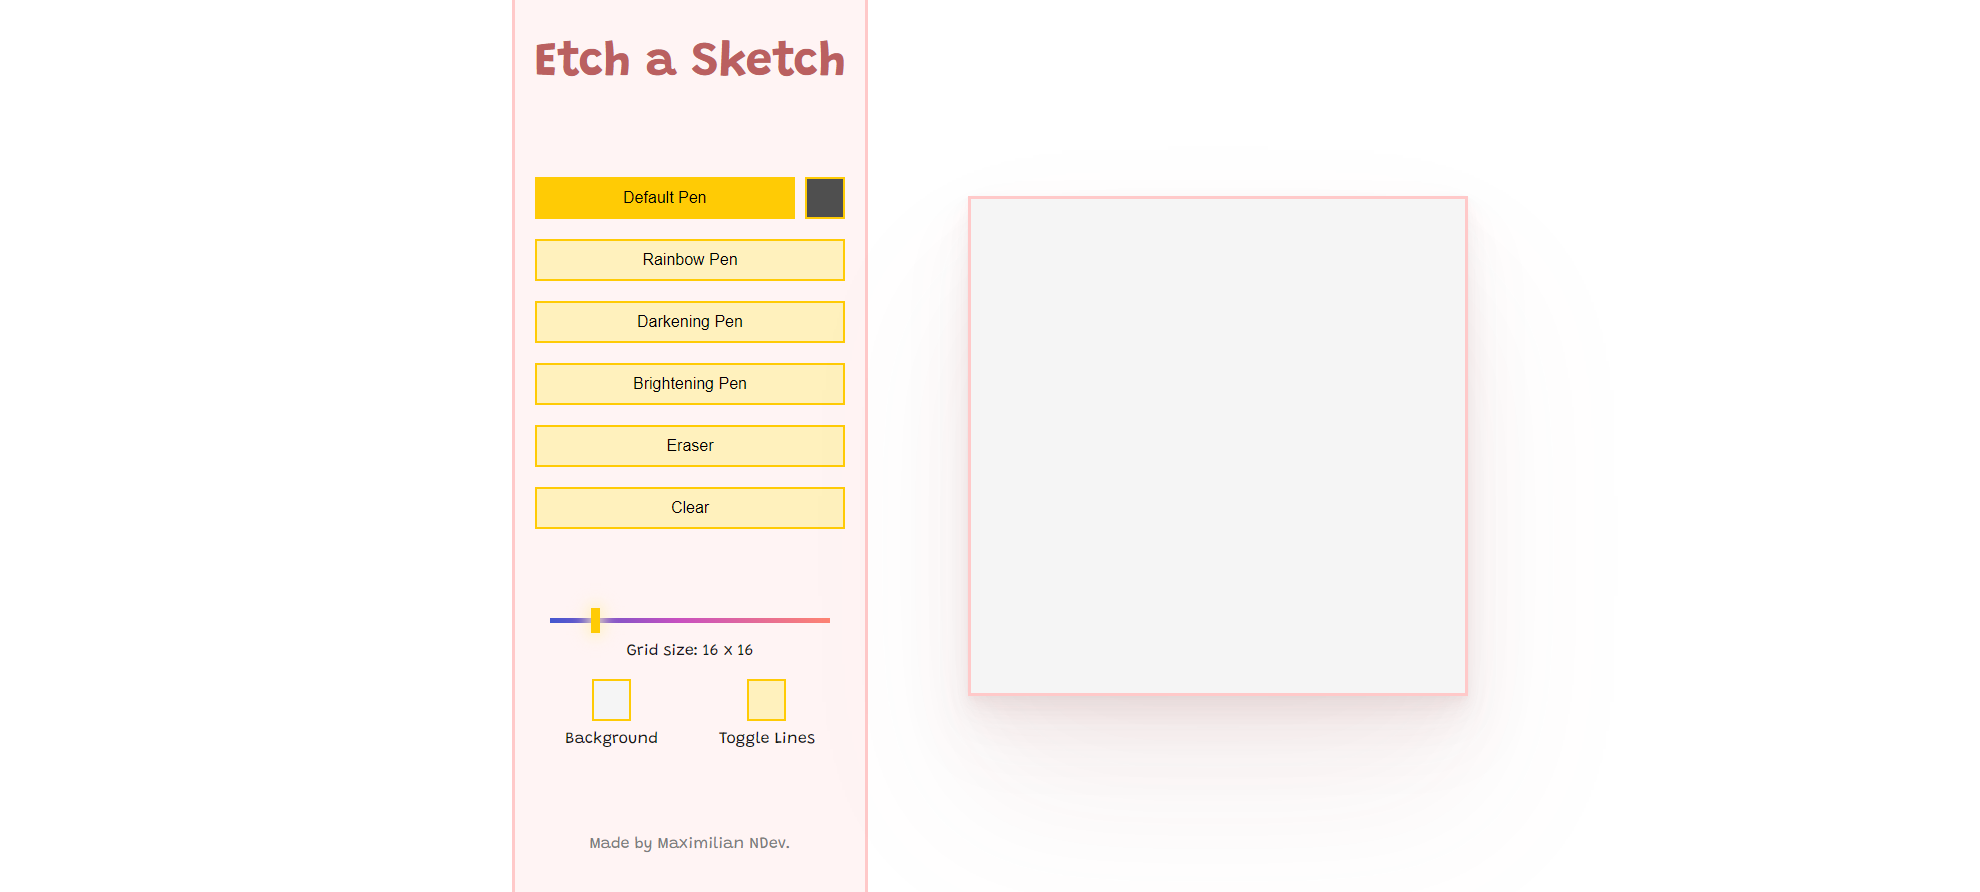 Etch a Sketch
Default Pen
Rainbow Pen
Darkening Pen
Brightening Pen
Eraser
Clear
Grid size: 16 x 16
Background
Toggle Lines
Made by Maximilian NDev.